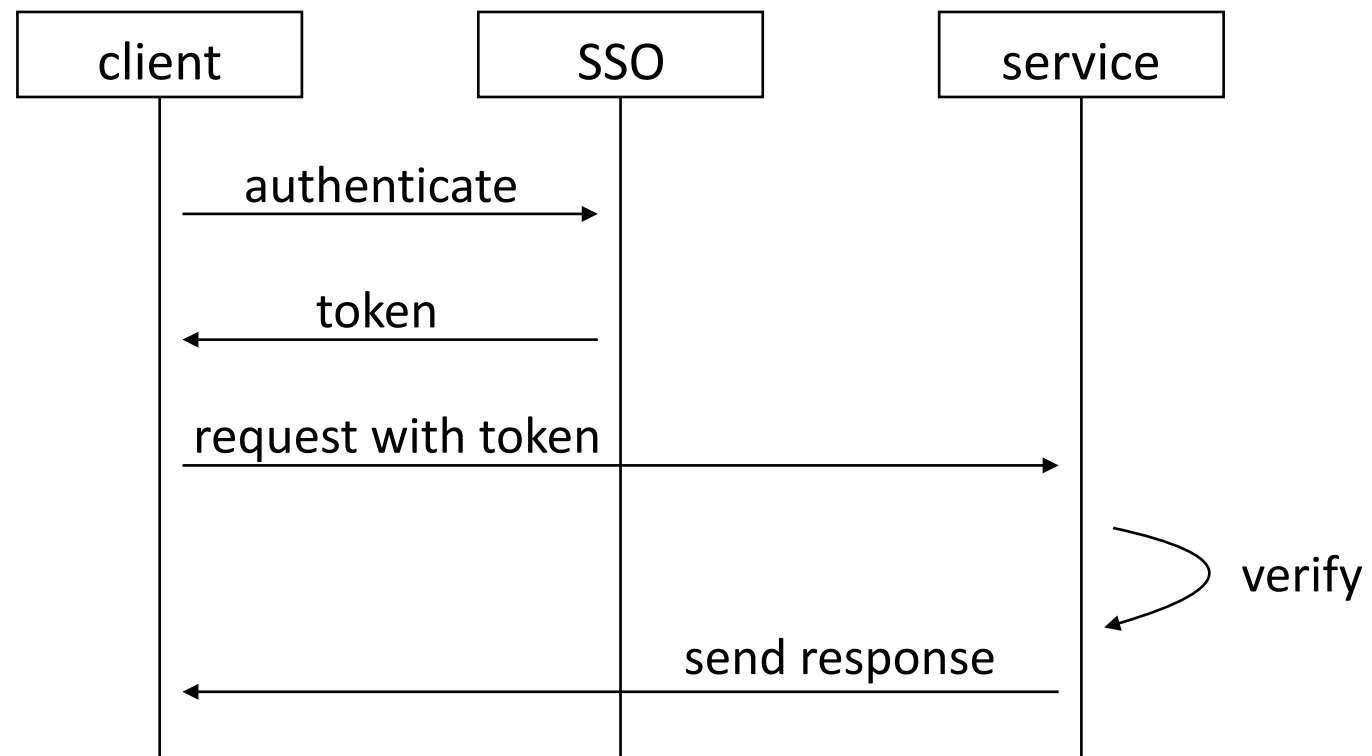 client
SSO
service
authenticate
token
request with token
verify
send response